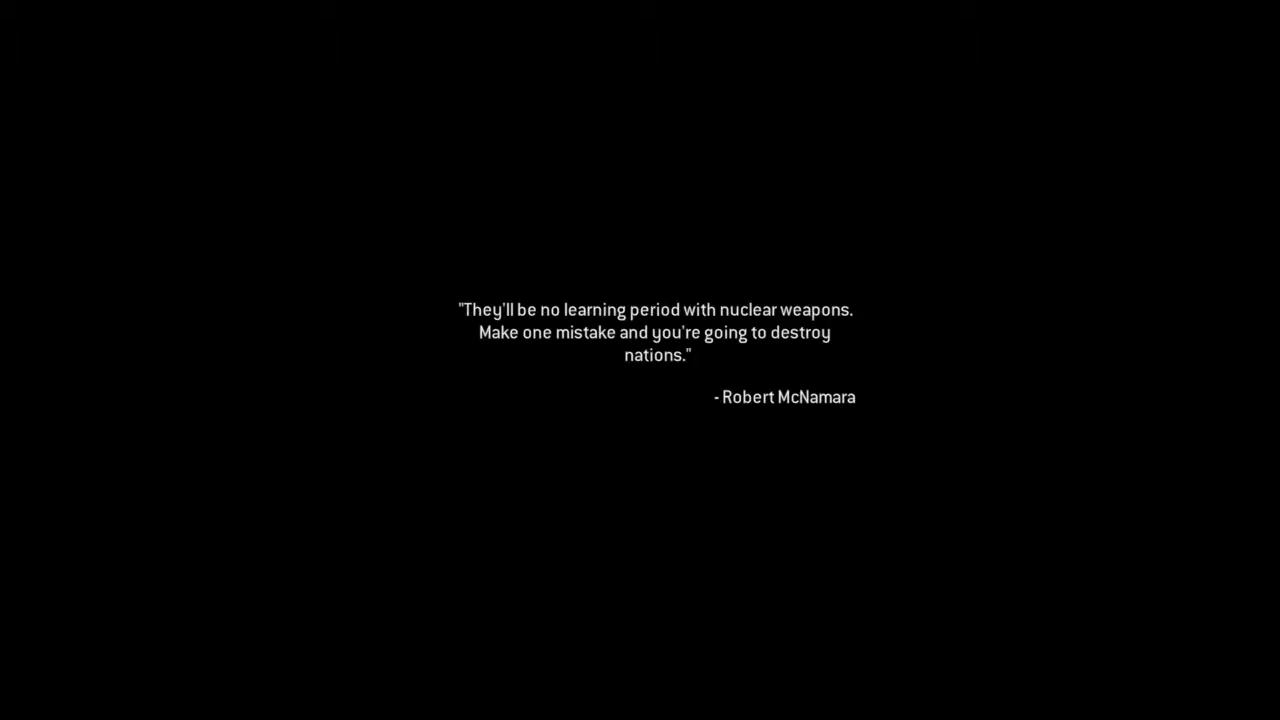 "They'll be no learning period with nuclear weapons.
Make one mistake and you're going to destroy
nations."
- Robert McNamara